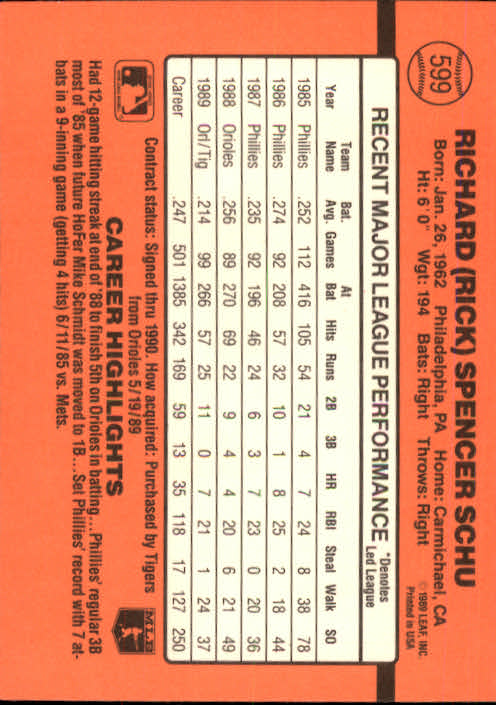 599
RICHARD (RICK) SPENCER SCHU
Born: Jan. 26, 1962 Philadelphia, PA Home: Carmichael, CA
Ht: 6' 0" Wgt: 194 Bats: Right Throws: Right
© 1989 LEAF, INC.
Printed in USA
RECENT MAJOR LEAGUE PERFORMANCE *Denotes Led League
Year Team Name Bat. Avg. Games At Bat Hits Runs 2B 3B HR RBI Steal Walk SO
1985 Phillies .252 112 416 105 54 21 4 7 24 8 38 78
1986 Phillies .274 92 208 57 32 10 1 8 25 2 18 44
1987 Phillies .235 92 196 46 24 6 3 7 23 0 20 36
1988 Orioles .256 89 270 69 22 9 4 4 20 6 21 49
1989 Ori/Tig .214 99 266 57 25 11 0 7 21 1 24 37
Career .247 501 1385 342 169 59 13 35 118 17 127 250
Contract status: Signed thru 1990. How acquired: Purchased by Tigers
from Orioles 5/19/89
CAREER HIGHLIGHTS
MLB
Had 12-game hitting streak at end of '88 to finish 5th on Orioles in batting...Phillies' regular 3B
most of '85 when future HoFer Mike Schmidt was moved to 1B...Set Phillies' record with 7 at-
bats in a 9-inning game (getting 4 hits) 6/11/85 vs. Mets.